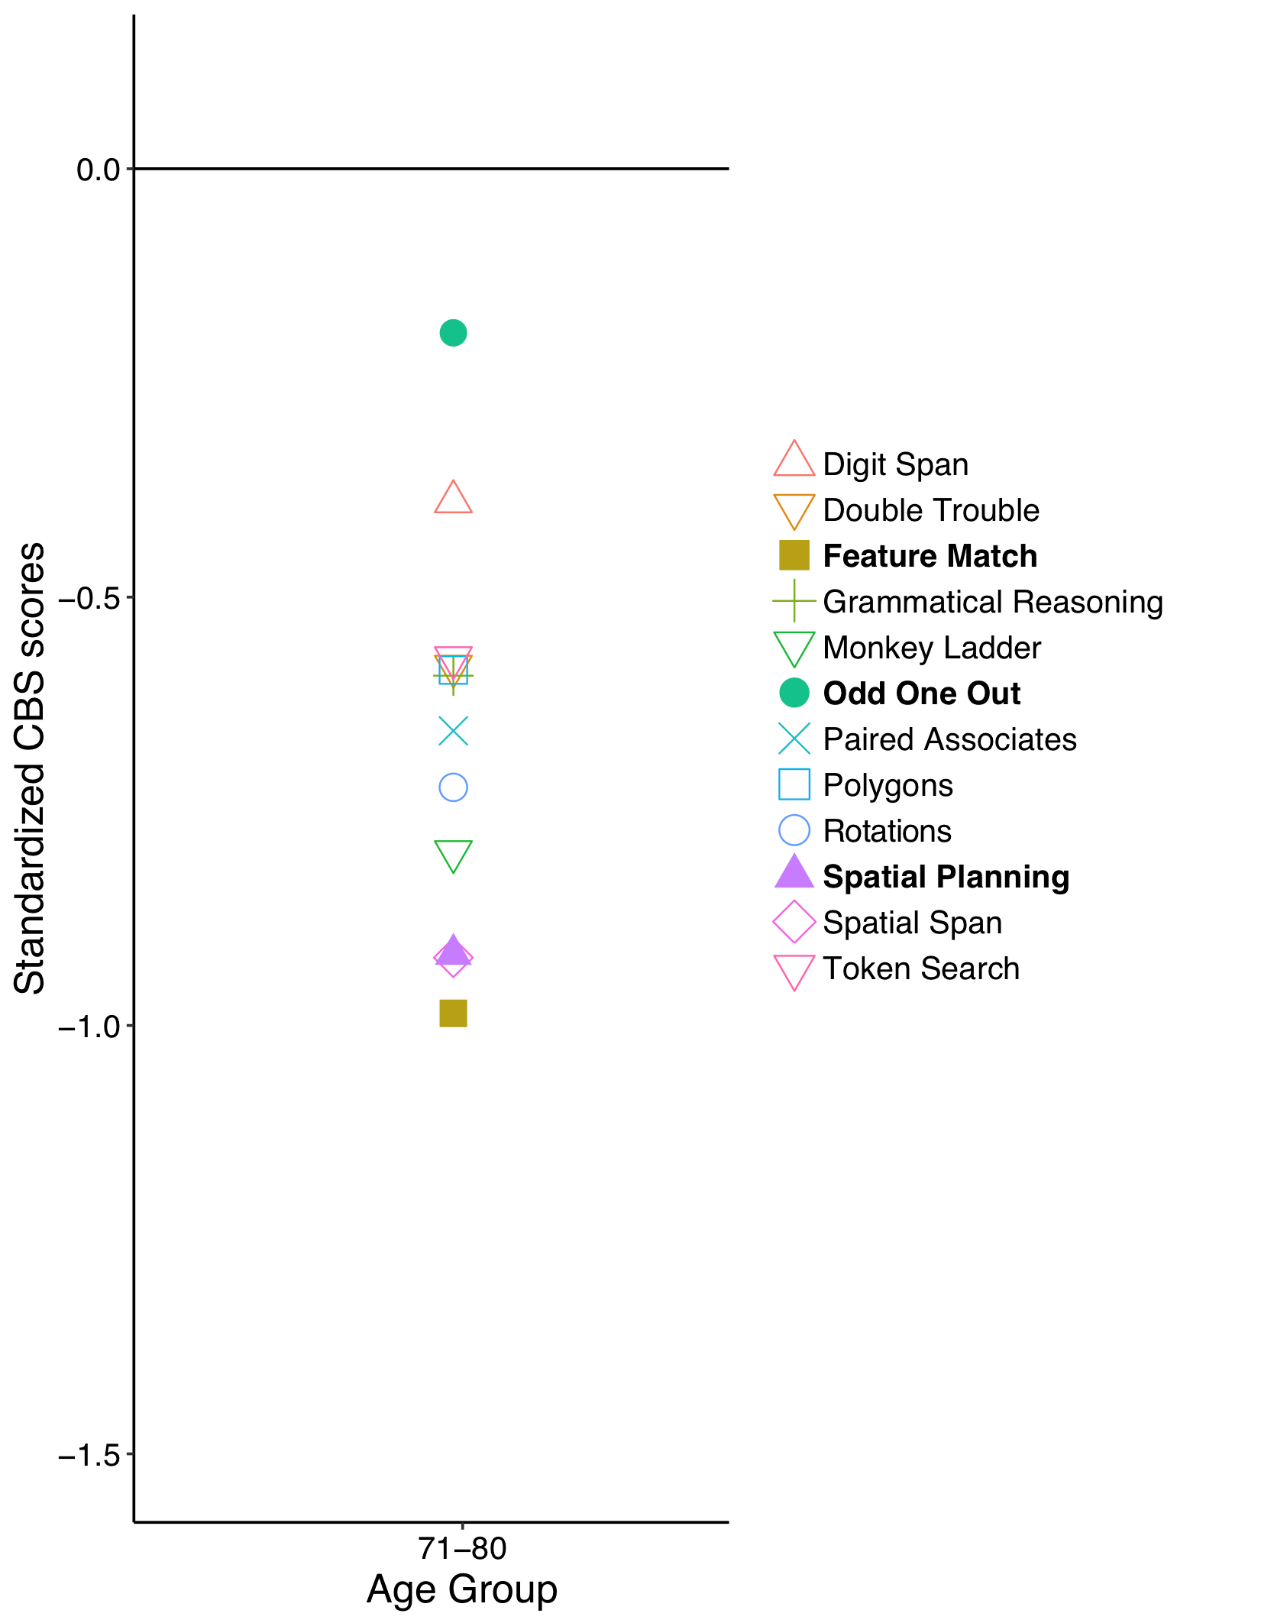 0.0
−0.5
−1.0
−1.5
Standardized CBS scores
71−80
Age Group
Digit Span
Double Trouble
Feature Match
Grammatical Reasoning
Monkey Ladder
Odd One Out
Paired Associates
Polygons
Rotations
Spatial Planning
Spatial Span
Token Search